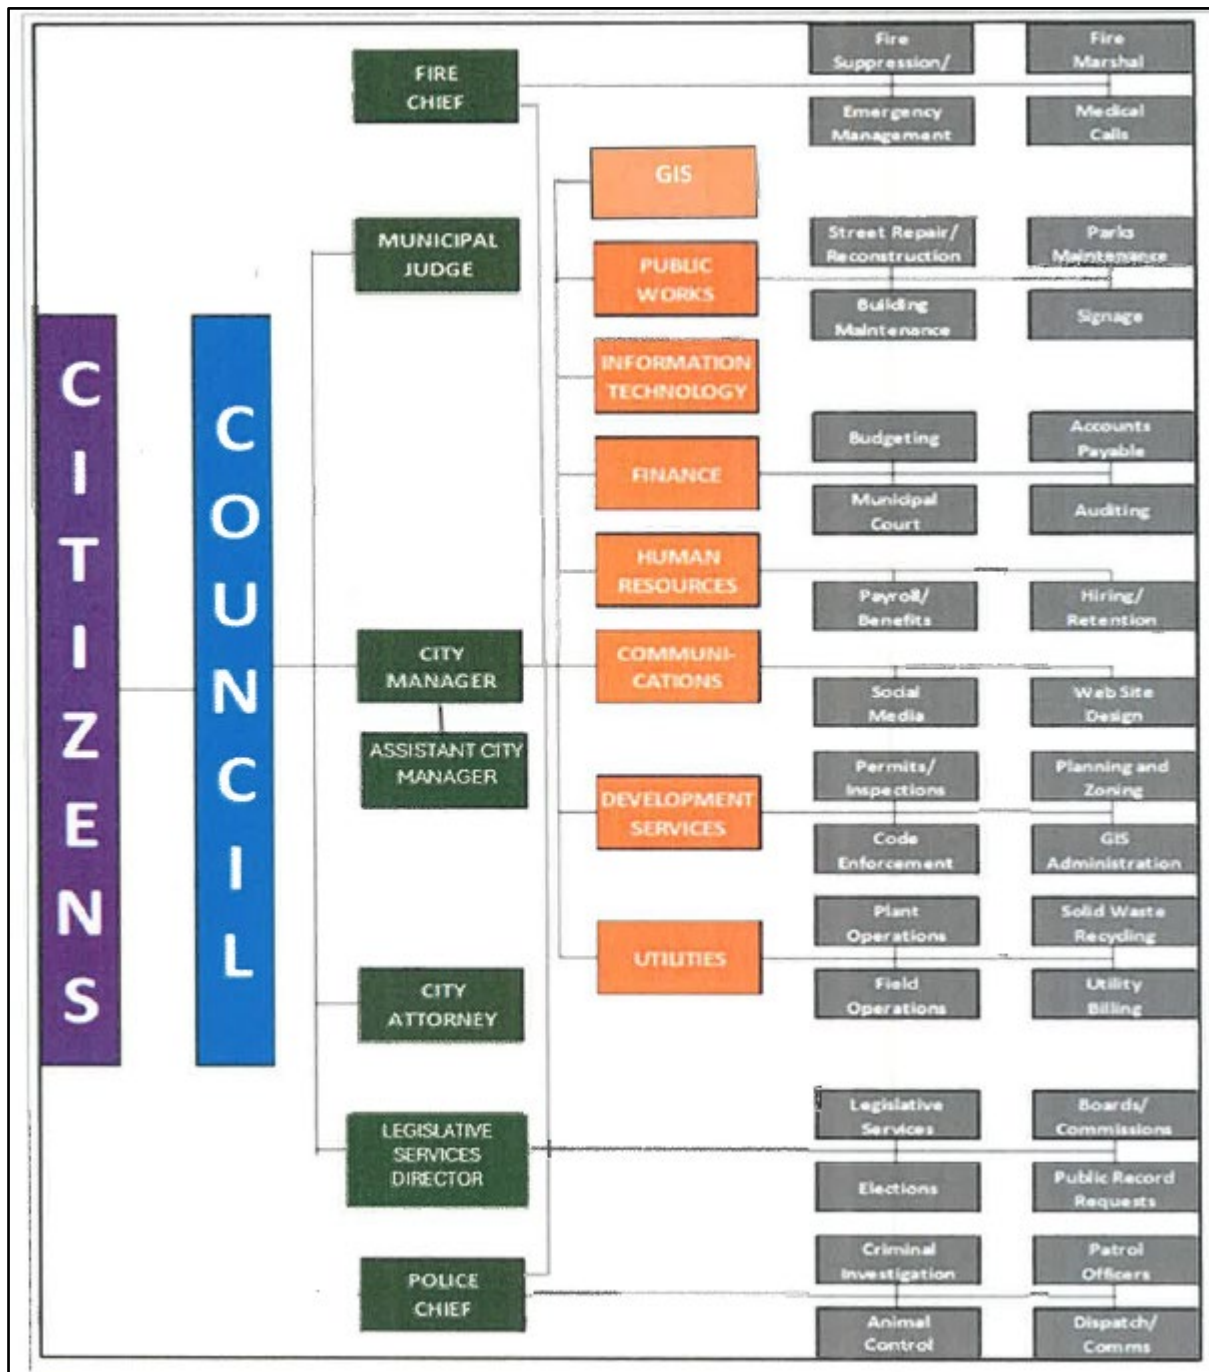 CITIZENS
COUNCIL
FIRE
CHIEF
MUNICIPAL
JUDGE
CITY
MANAGER
ASSISTANT CITY
MANAGER
CITY
ATTORNEY
LEGISLATIVE
SERVICES
DIRECTOR
POLICE
CHIEF
GIS
PUBLIC
WORKS
INFORMATION
TECHNOLOGY
FINANCE
HUMAN
RESOURCES
COMMUNI-
CATIONS
DEVELOPMENT
SERVICES
UTILITIES
Fire
Suppression/
Fire
Marshal
Emergency
Management
Medical
Calls
Street Repair/
Reconstruction
Parks
Maintenance
Building
Maintenance
Signage
Budgeting
Accounts
Payable
Municipal
Court
Auditing
Payroll/
Benefits
Hiring/
Retention
Social
Media
Web Site
Design
Permits/
Inspections
Planning and
Zoning
Code
Enforcement
GIS
Administration
Plant
Operations
Solid Waste
Recycling
Field
Operations
Utility
Billing
Legislative
Services
Boards/
Commissions
Elections
Public Record
Requests
Criminal
Investigation
Patrol
Officers
Animal
Control
Dispatch/
Comms